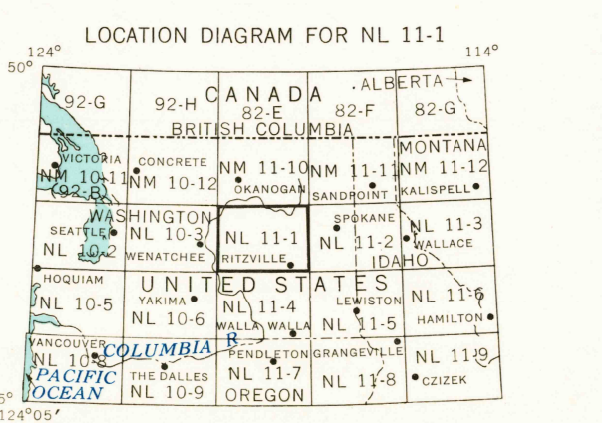 LOCATION DIAGRAM FOR NL 11-1
124° 114°
50°
ALBERTA
CANADA
92-G 92-H 82-E 82-F 82-G
BRITISH COLUMBIA
MONTANA
VICTORIA CONCRETE
NM 10-11 NM 10-12 NM 11-10 NM 11-11 NM 11-12
92-B OKANOGAN SANDPOINT KALISPELL
WASHINGTON SPOKANE
SEATTLE NL 10-3 NL 11-1 NL 11-2 NL 11-3
NL 10-2 WENATCHEE RITZVILLE WALLACE
IDAHO
HOQUIAM UNITED STATES
NL 10-5 YAKIMA NL 11-4 LEWISTON NL 11-6
NL 10-6 WALLA WALLA NL 11-5 HAMILTON
VANCOUVER COLUMBIA R
NL 10-8 PENDLETON GRANGEVILLE NL 11-9
PACIFIC THE DALLES NL 11-7 NL 11-8 CZIZEK
OCEAN NL 10-9 OREGON
124°05'